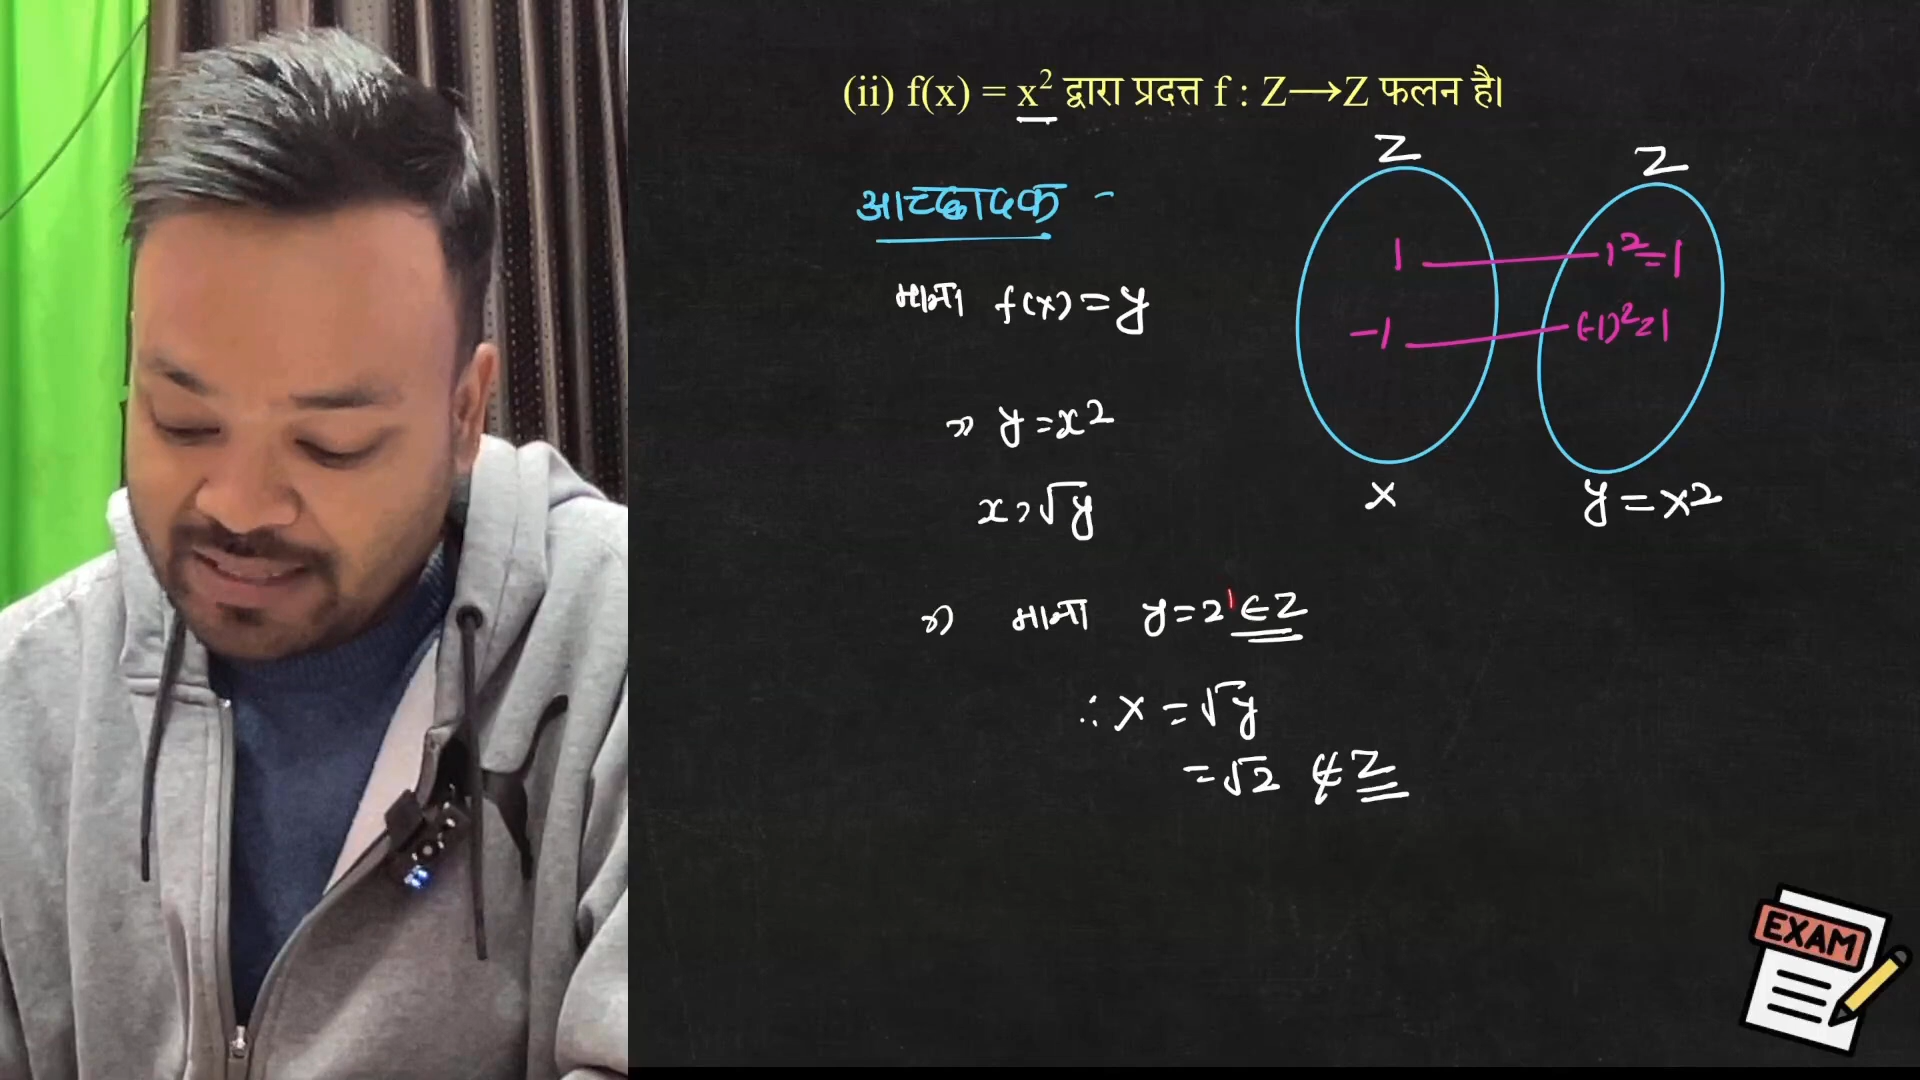 (ii) f(x) = x² द्वारा प्रदत्त f : Z⟶Z फलन है।
आच्छादक -
माना f(x) = y
⇒ y = x²
x = √y
⇒ माना y = 2 ∈ Z
∴ x = √y
= √2 ∉ Z
Z Z
1 1² = 1
-1 (-1)² = 1
x y = x²
EXAM